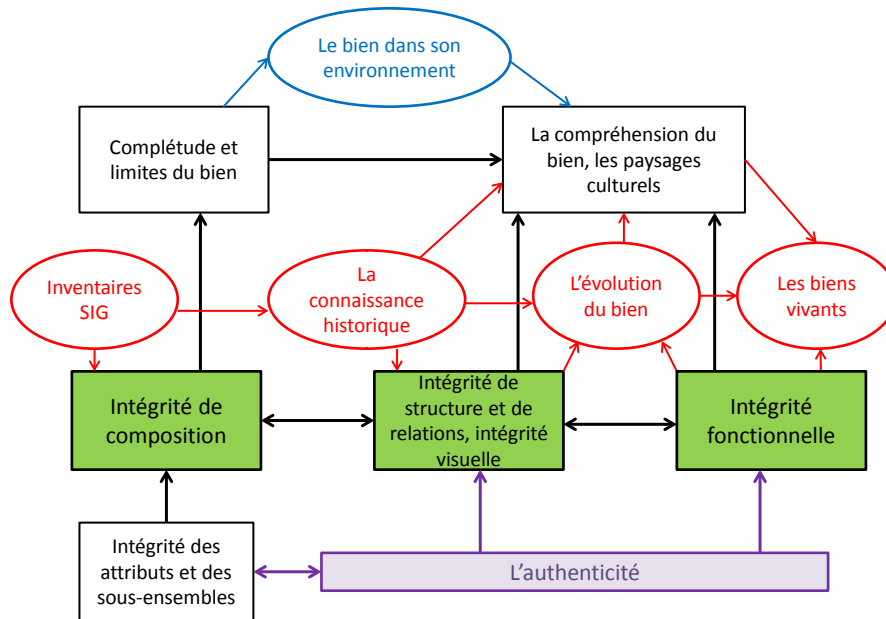 Le bien dans son
environnement
Complétude et
limites du bien
La compréhension du
bien, les paysages
culturels
Inventaires
SIG
La
connaissance
historique
L'évolution
du bien
Les biens
vivants
Intégrité de
composition
Intégrité de
structure et de
relations, intégrité
visuelle
Intégrité
fonctionnelle
Intégrité des
attributs et des
sous-ensembles
L'authenticité